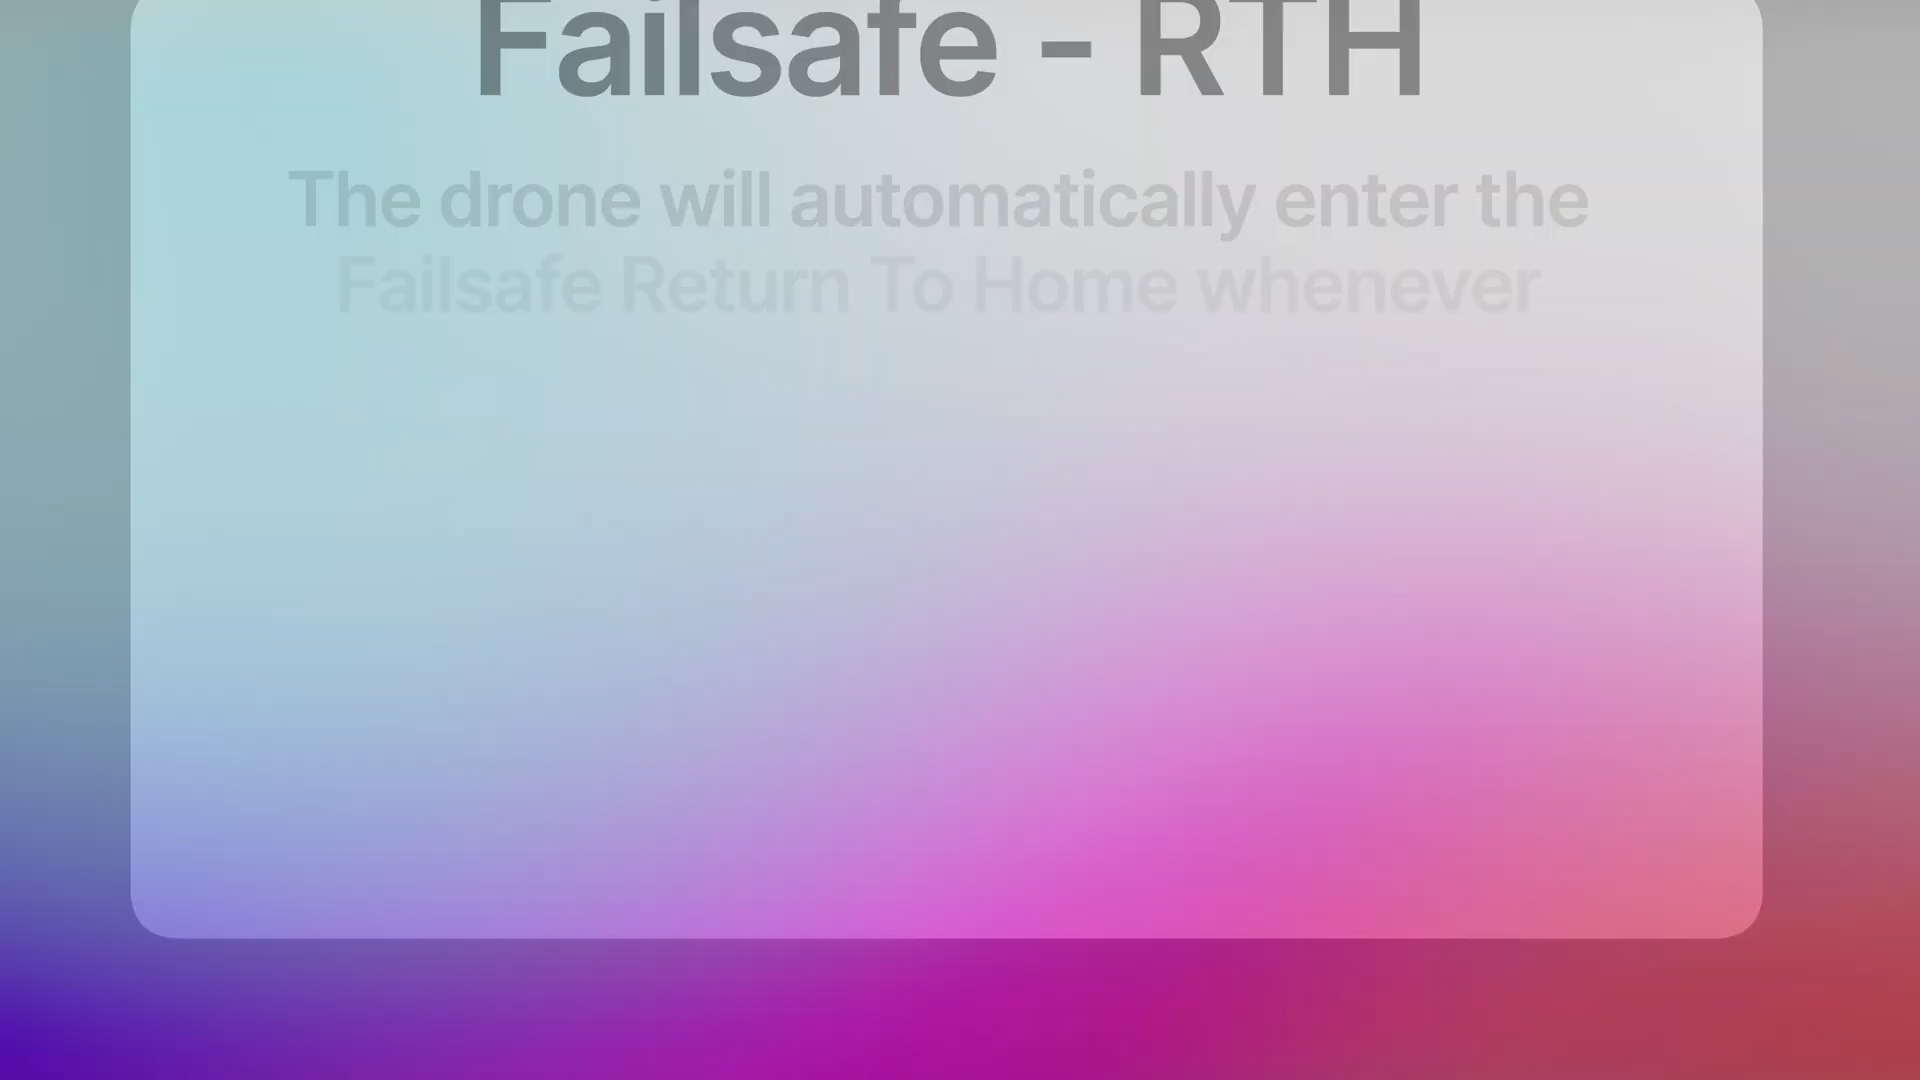 Failsafe - RTH
The drone will automatically enter the
Failsafe Return To Home whenever